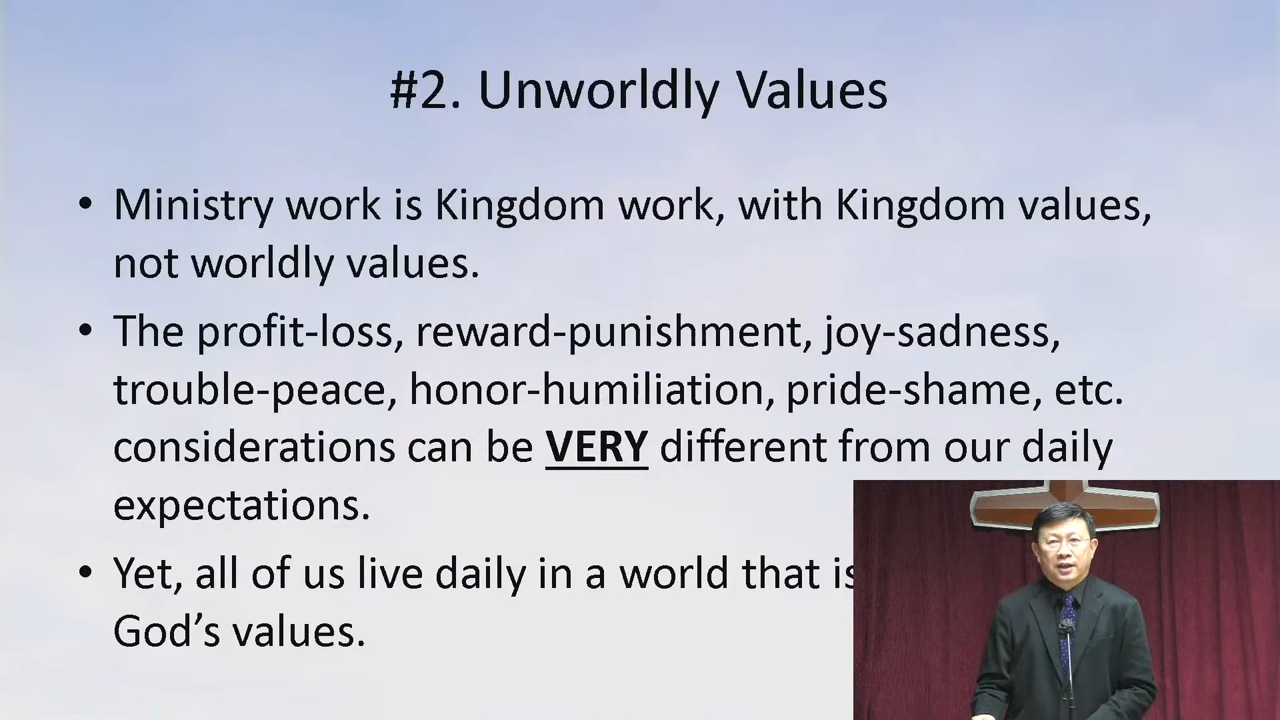 #2. Unworldly Values
• Ministry work is Kingdom work, with Kingdom values,
not worldly values.
• The profit-loss, reward-punishment, joy-sadness,
trouble-peace, honor-humiliation, pride-shame, etc.
considerations can be VERY different from our daily
expectations.
• Yet, all of us live daily in a world that is
God’s values.